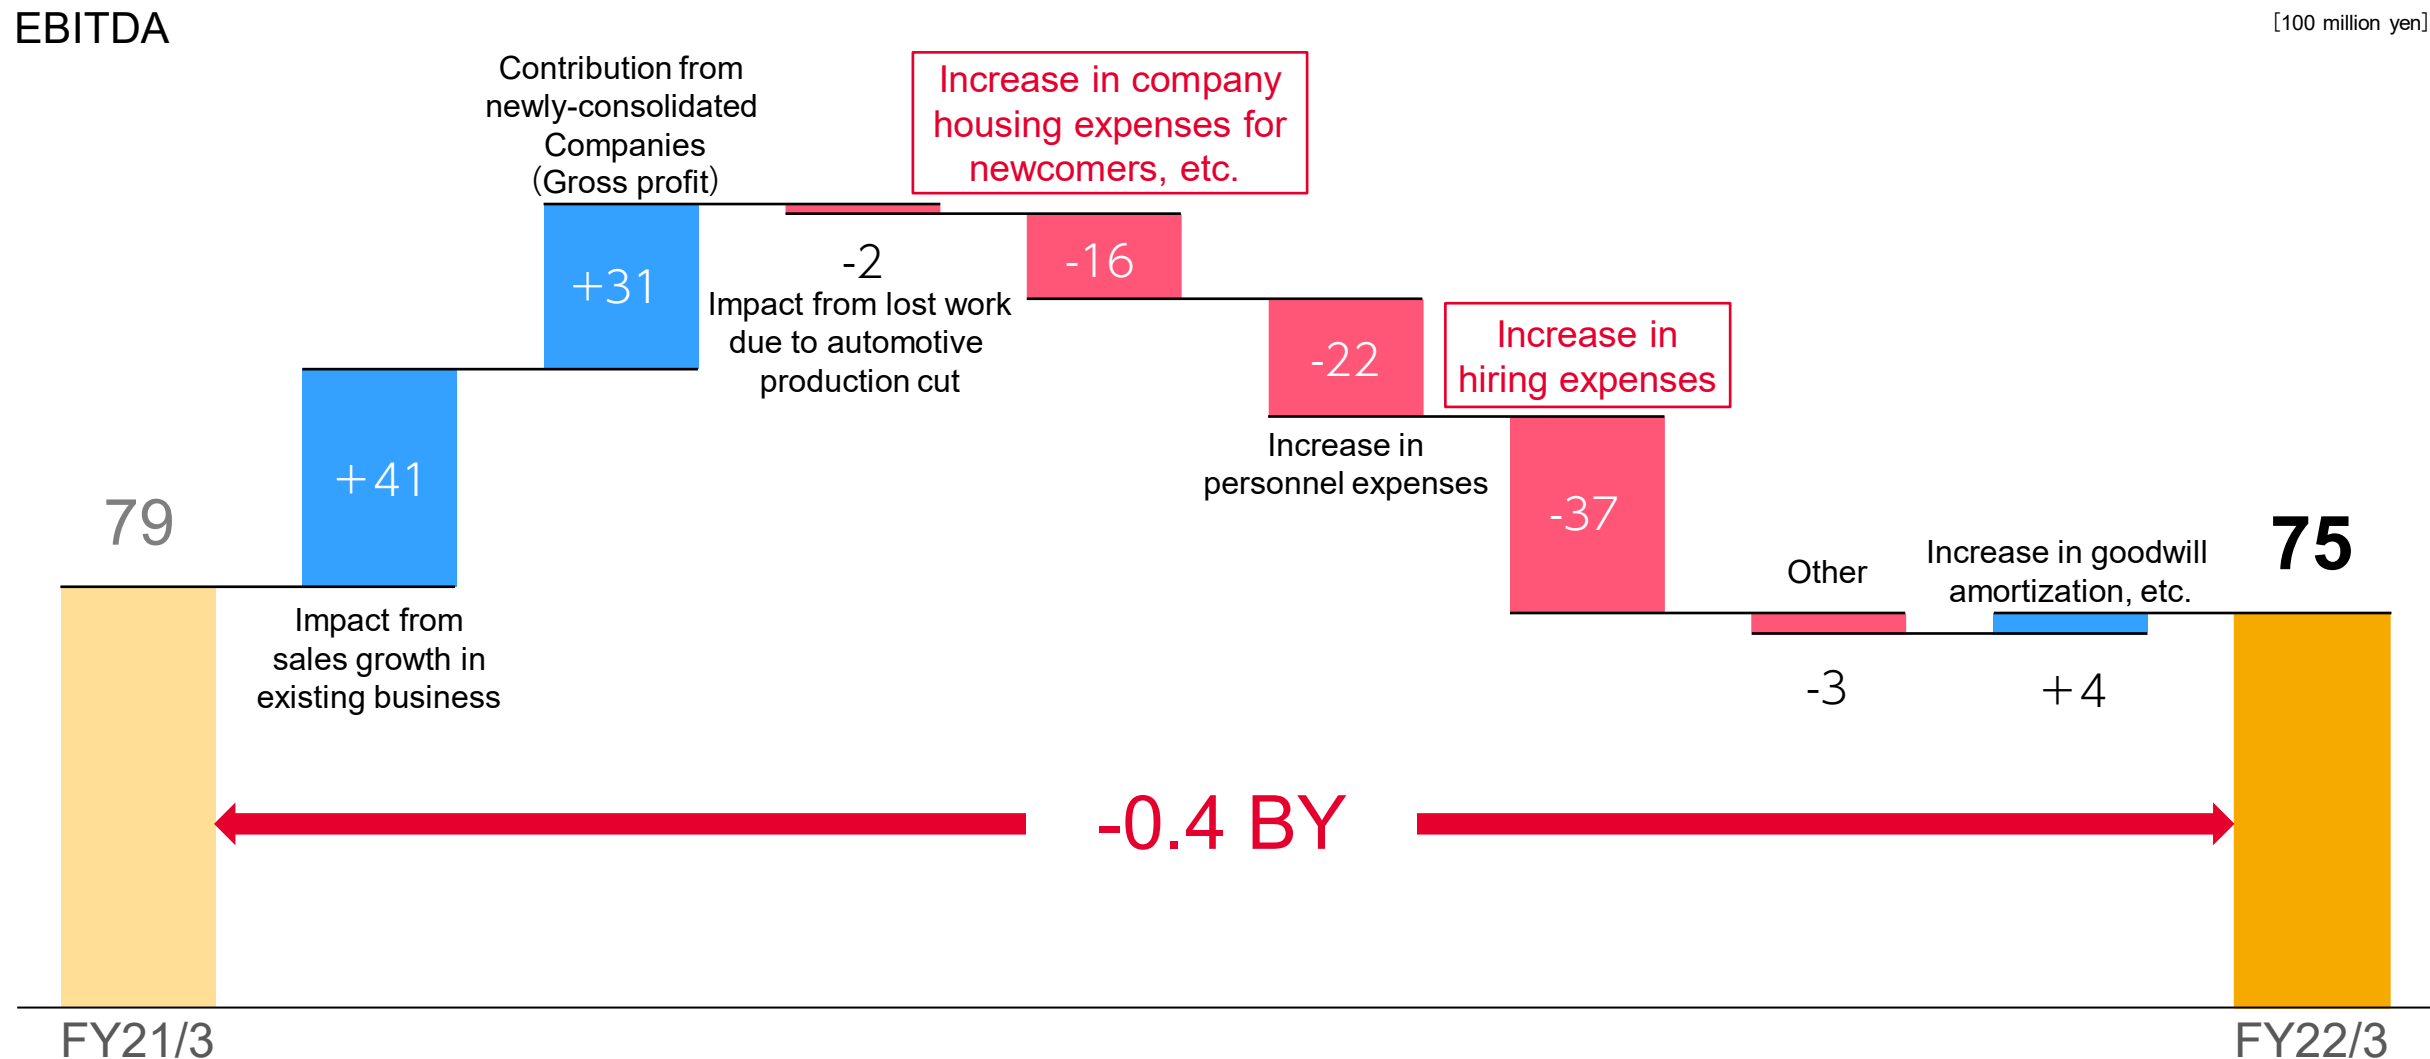 EBITDA
[100 million yen]
Contribution from
newly-consolidated
Companies
（Gross profit）
Increase in company
housing expenses for
newcomers, etc.
+31
-2
Impact from lost work
due to automotive
production cut
-16
-22
Increase in
hiring expenses
Increase in
personnel expenses
+41
79
-37
Impact from
sales growth in
existing business
Other
-3
Increase in goodwill
amortization, etc.
+4
75
-0.4 BY
FY21/3
FY22/3